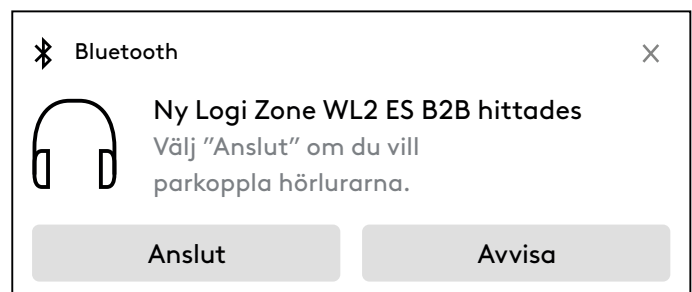 Bluetooth
Ny Logi Zone WL2 ES B2B hittades
Välj ”Anslut” om du vill
parkoppla hörlurarna.
Anslut
Avvisa